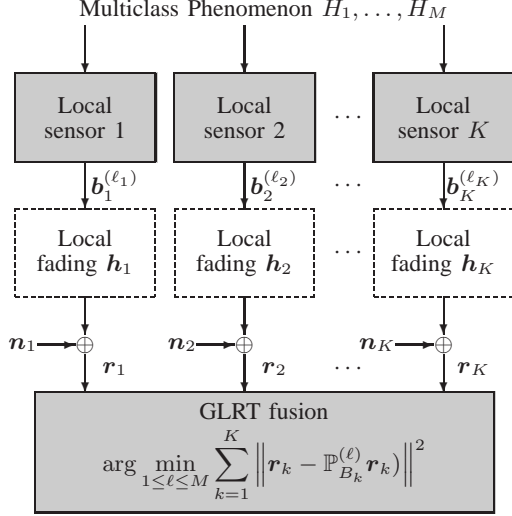 Multiclass Phenomenon H_1, . . . , H_M
Local sensor 1
Local sensor 2
. . .
Local sensor K
b_1^{(ℓ_1)}
b_2^{(ℓ_2)}
. . .
b_K^{(ℓ_K)}
Local fading h_1
Local fading h_2
. . .
Local fading h_K
n_1
n_2
n_K
r_1
r_2
. . .
r_K
GLRT fusion
arg min_{1≤ℓ≤M} \sum_{k=1}^{K} ‖r_k − ℙ_{B_k}^{(ℓ)} r_k)‖^2